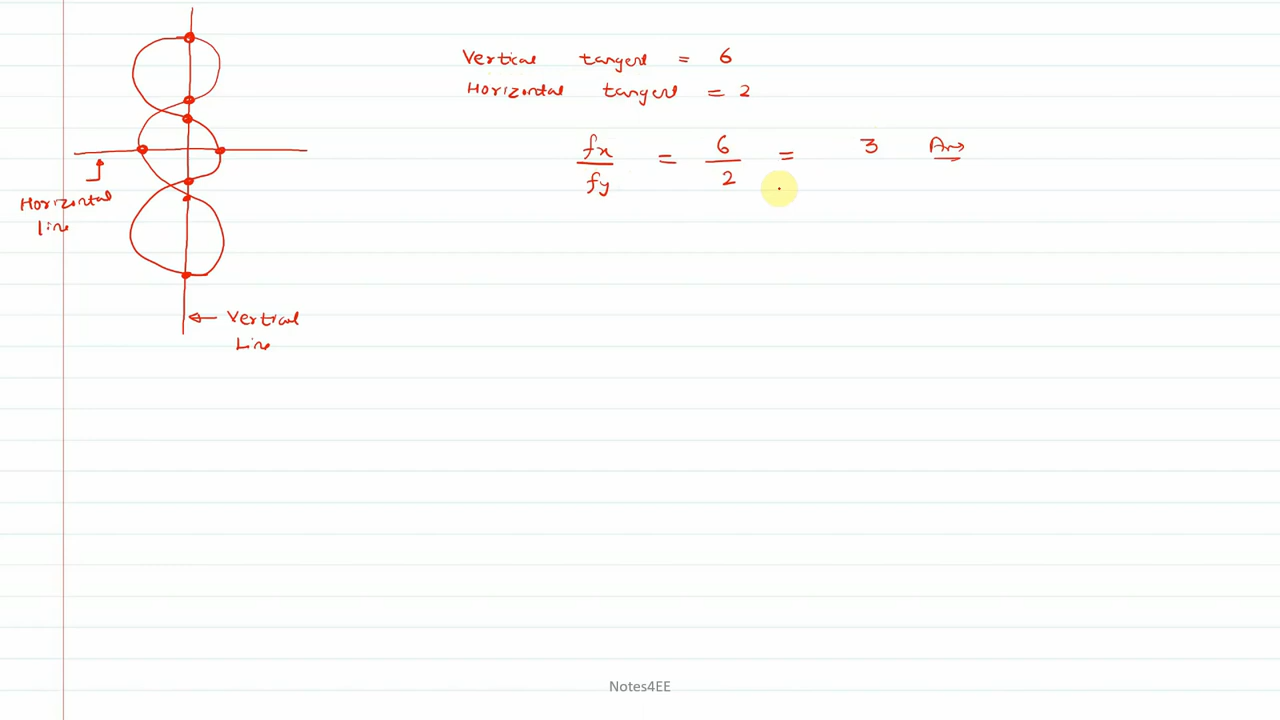 Vertical tangent = 6
Horizontal tangent = 2
fx / fy = 6 / 2 = 3 Ans
Horizontal
line
Vertical
Line
Notes4EE